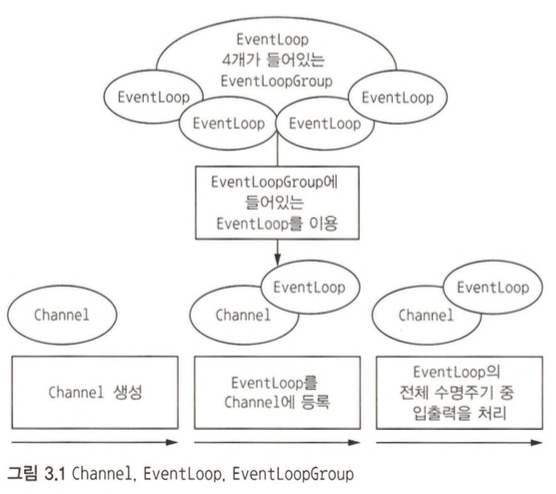 EventLoop
4개가 들어있는
EventLoopGroup
EventLoop
EventLoop
EventLoop
EventLoop
EventLoopGroup에
들어있는
EventLoop를 이용
Channel
Channel
EventLoop
Channel
EventLoop
Channel 생성
EventLoop를
Channel에 등록
EventLoop의
전체 수명주기 중
입출력을 처리
그림 3.1 Channel, EventLoop, EventLoopGroup